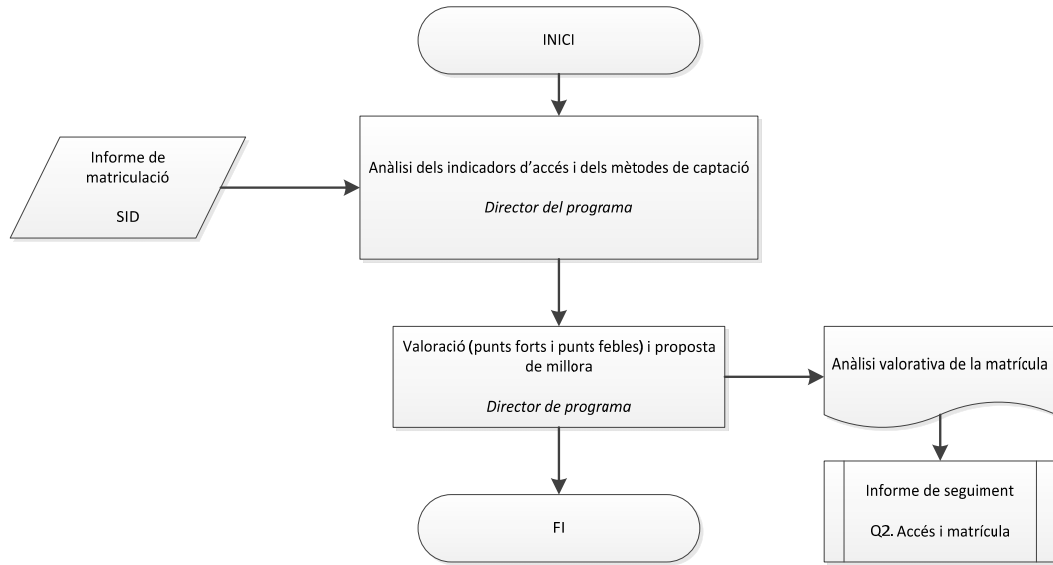 INICI
Informe de
matriculació
SID
Anàlisi dels indicadors d'accés i dels mètodes de captació
Director del programa
Valoració (punts forts i punts febles) i proposta
de millora
Director de programa
Anàlisi valorativa de la matrícula
Informe de seguiment
Q2. Accés i matrícula
FI